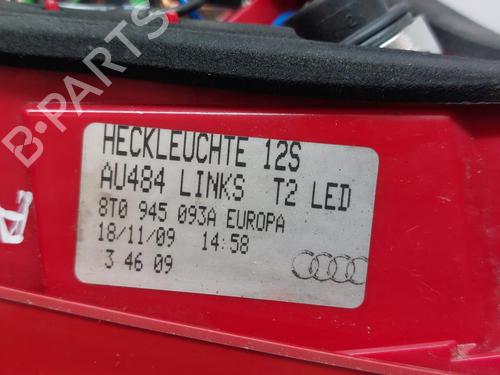 HECKLEUCHTE 12S
AU484 LINKS T2 LED
8T0 945 093A EUROPA
18/11/09 14:58
3 46 09
B-PARTS